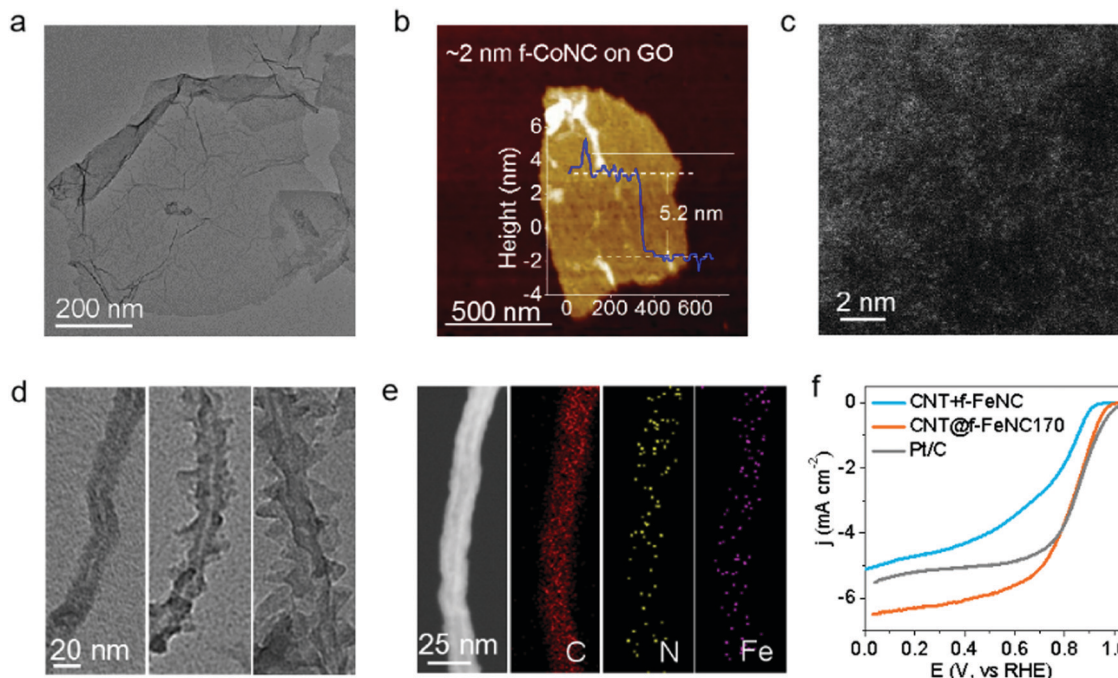 a
b
c
~2 nm f-CoNC on GO
Height (nm)
6
4
2
0
-2
-4
5.2 nm
0 200 400 600
200 nm
500 nm
2 nm
d
e
f
20 nm
25 nm
C
N
Fe
CNT+f-FeNC
CNT@f-FeNC170
Pt/C
j (mA cm-2)
0
-2
-4
-6
0.0 0.2 0.4 0.6 0.8 1.0
E (V, vs RHE)